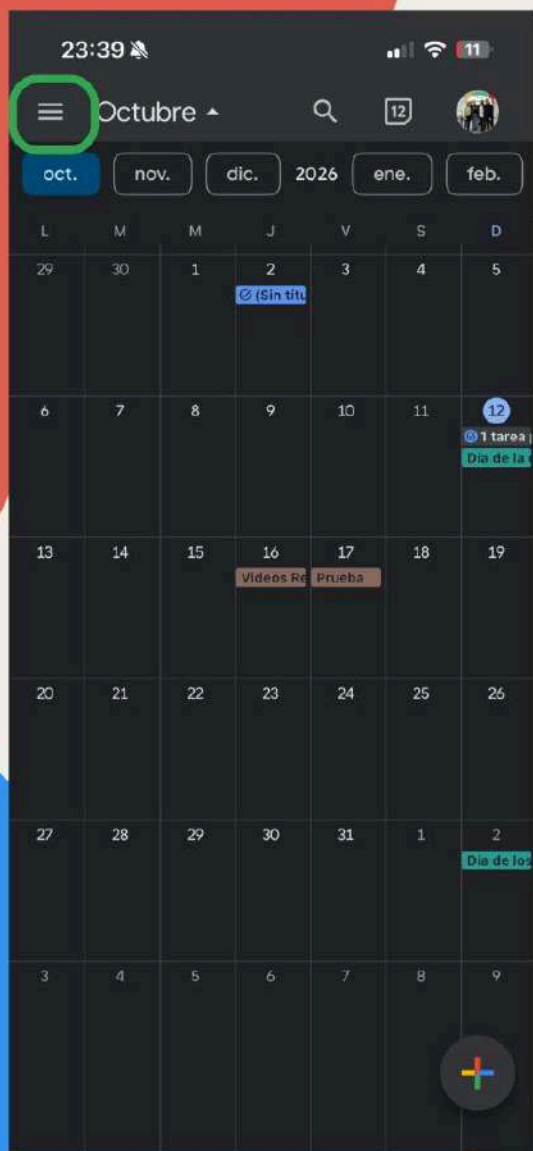 23:39 11
Octubre 12
oct. nov. dic. 2026 ene. feb.
L M M J V S D
29 30 1 2 3 4 5
(Sin títu
6 7 8 9 10 11 12
1 tarea
Día de la
13 14 15 16 17 18 19
Videos Re Prueba
20 21 22 23 24 25 26
27 28 29 30 31 1 2
Día de los
3 4 5 6 7 8 9